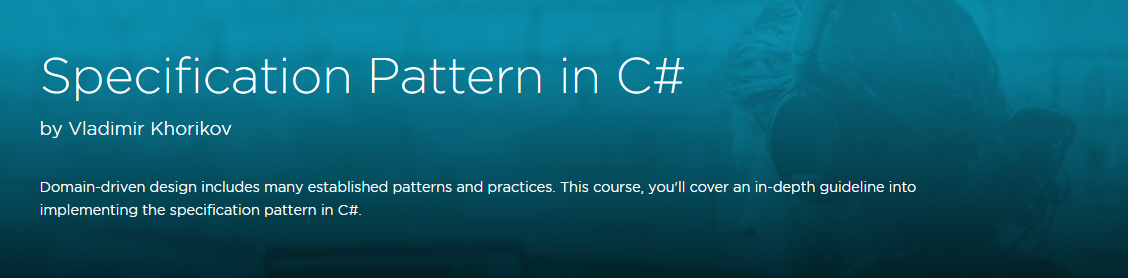 Specification Pattern in C#
by Vladimir Khorikov
Domain-driven design includes many established patterns and practices. This course, you'll cover an in-depth guideline into
implementing the specification pattern in C#.